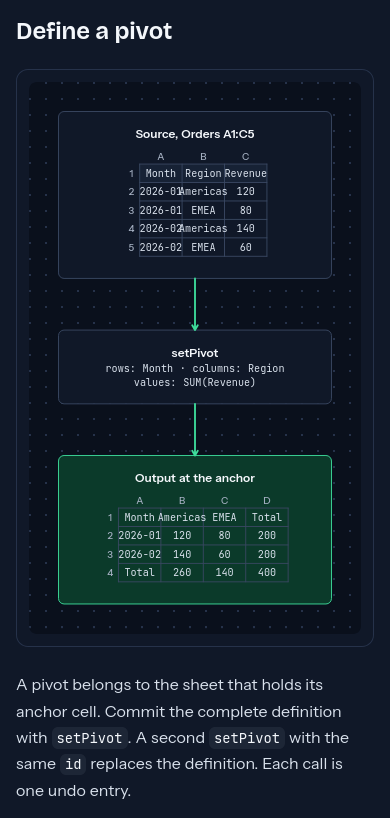 Define a pivot
Source, Orders A1:C5
A B C
1 Month Region Revenue
2 2026-01 Americas 120
3 2026-01 EMEA 80
4 2026-02 Americas 140
5 2026-02 EMEA 60
setPivot
rows: Month · columns: Region
values: SUM(Revenue)
Output at the anchor
A B C D
1 Month Americas EMEA Total
2 2026-01 120 80 200
3 2026-02 140 60 200
4 Total 260 140 400
A pivot belongs to the sheet that holds its
anchor cell. Commit the complete definition
with setPivot. A second setPivot with the
same id replaces the definition. Each call is
one undo entry.